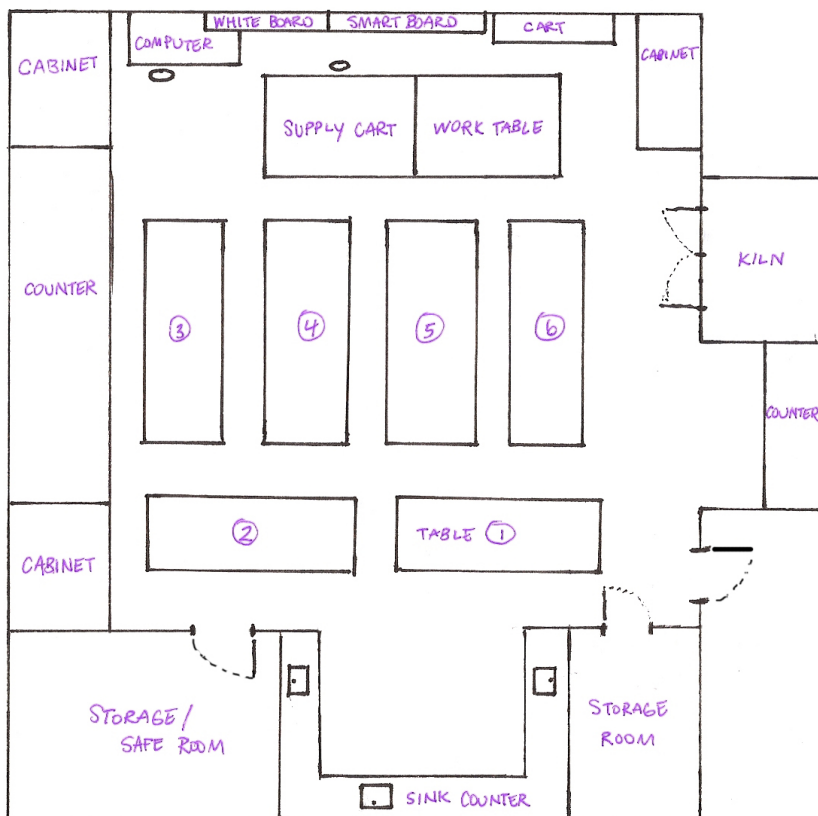 WHITE BOARD
SMART BOARD
CART
COMPUTER
CABINET
CABINET
SUPPLY CART
WORK TABLE
KILN
COUNTER
3
4
5
6
COUNTER
2
TABLE 1
CABINET
STORAGE/
SAFE ROOM
STORAGE
ROOM
SINK COUNTER